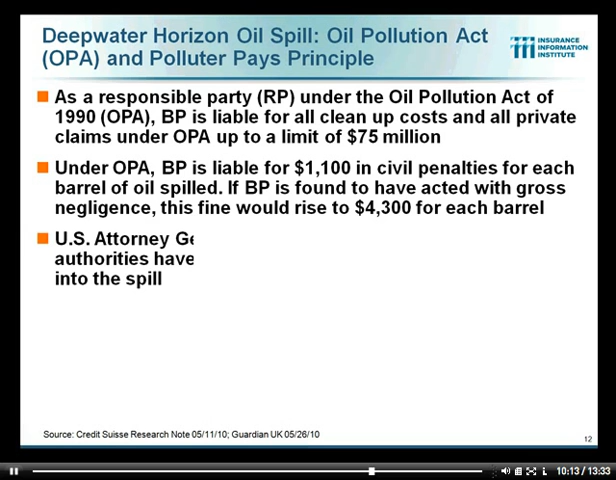 Deepwater Horizon Oil Spill: Oil Pollution Act
(OPA) and Polluter Pays Principle
INSURANCE
INFORMATION
INSTITUTE
As a responsible party (RP) under the Oil Pollution Act of
1990 (OPA), BP is liable for all clean up costs and all private
claims under OPA up to a limit of $75 million
Under OPA, BP is liable for $1,100 in civil penalties for each
barrel of oil spilled. If BP is found to have acted with gross
negligence, this fine would rise to $4,300 for each barrel
U.S. Attorney Ge
authorities have
into the spill
Source: Credit Suisse Research Note 05/11/10; Guardian UK 05/26/10
12
10:13 / 13:33